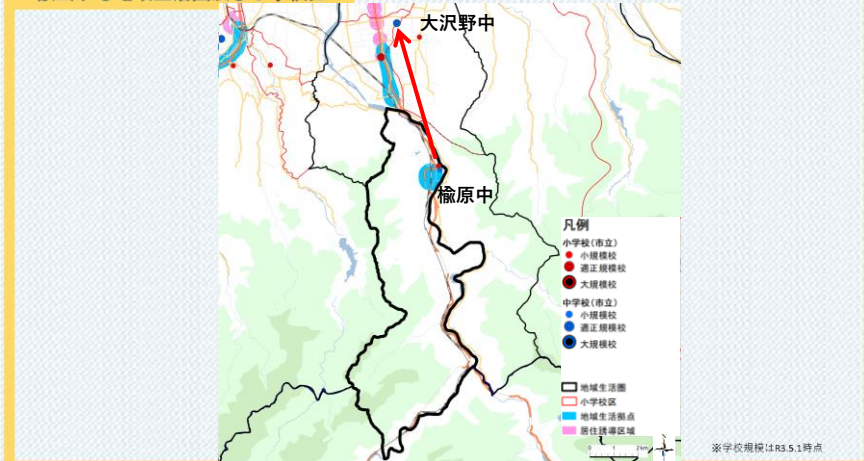 大沢野中
楡原中
凡例
小学校(市立)
小規模校
適正規模校
大規模校
中学校(市立)
小規模校
適正規模校
大規模校
地域生活圏
小学校区
地域生活拠点
居住誘導区域
※学校規模はR3.5.1時点